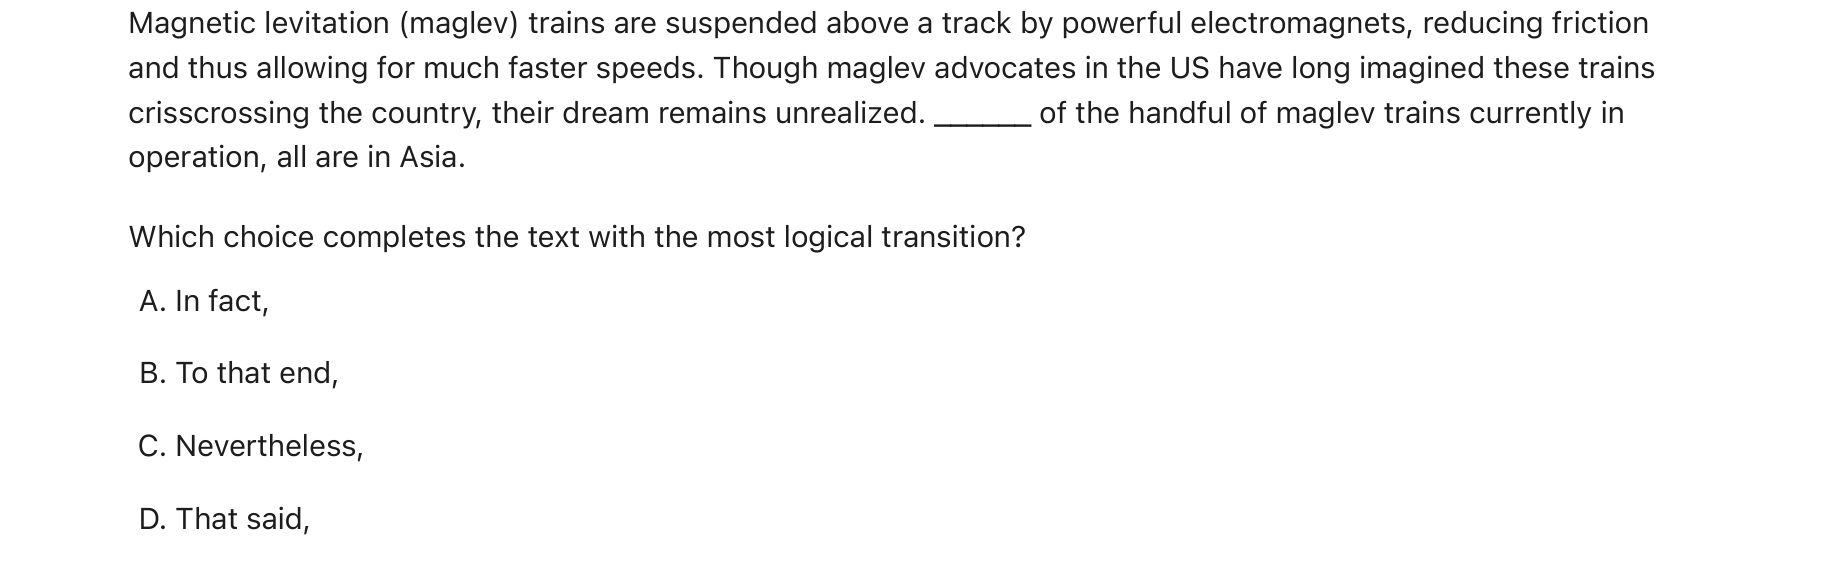 Magnetic levitation (maglev) trains are suspended above a track by powerful electromagnets, reducing friction
and thus allowing for much faster speeds. Though maglev advocates in the US have long imagined these trains
crisscrossing the country, their dream remains unrealized. ______ of the handful of maglev trains currently in
operation, all are in Asia.
Which choice completes the text with the most logical transition?
A. In fact,
B. To that end,
C. Nevertheless,
D. That said,